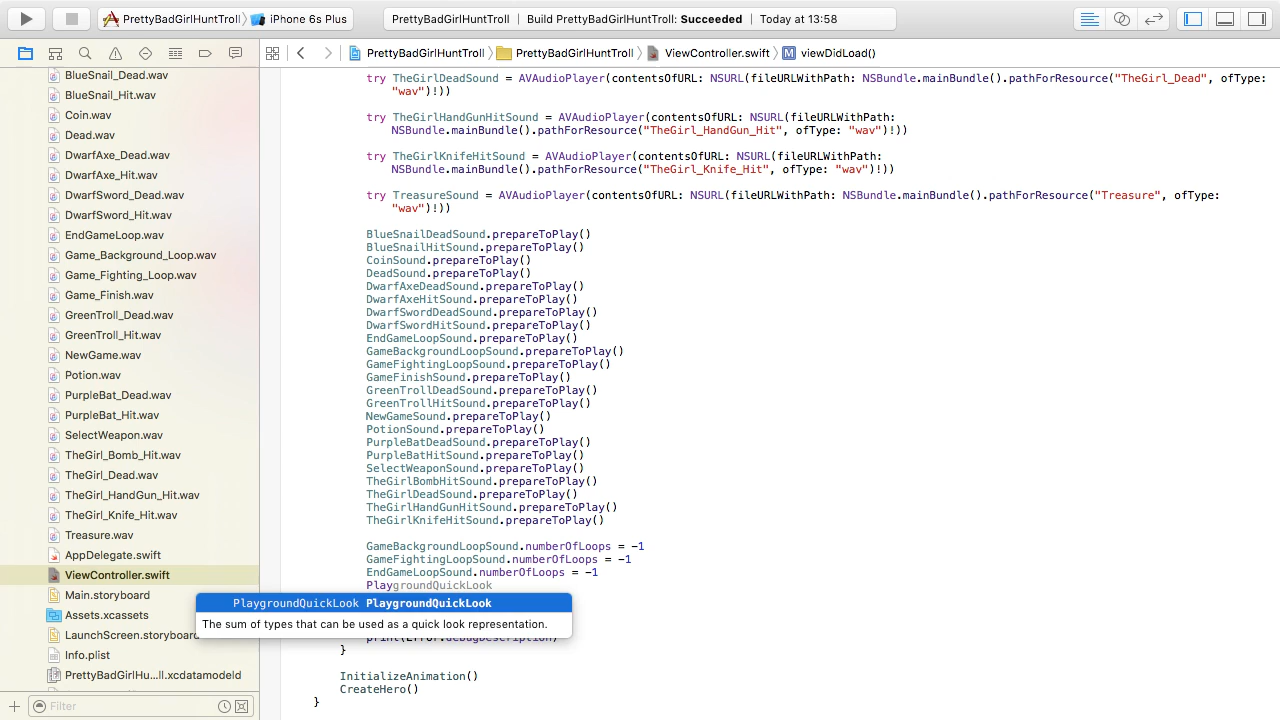 PrettyBadGirlHuntTroll iPhone 6s Plus
PrettyBadGirlHuntTroll Build PrettyBadGirlHuntTroll: Succeeded Today at 13:58
PrettyBadGirlHuntTroll PrettyBadGirlHuntTroll ViewController.swift M viewDidLoad()
BlueSnail_Dead.wav
BlueSnail_Hit.wav
Coin.wav
Dead.wav
DwarfAxe_Dead.wav
DwarfAxe_Hit.wav
DwarfSword_Dead.wav
DwarfSword_Hit.wav
EndGameLoop.wav
Game_Background_Loop.wav
Game_Fighting_Loop.wav
Game_Finish.wav
GreenTroll_Dead.wav
GreenTroll_Hit.wav
NewGame.wav
Potion.wav
PurpleBat_Dead.wav
PurpleBat_Hit.wav
SelectWeapon.wav
TheGirl_Bomb_Hit.wav
TheGirl_Dead.wav
TheGirl_HandGun_Hit.wav
TheGirl_Knife_Hit.wav
Treasure.wav
AppDelegate.swift
ViewController.swift
Main.storyboard
Assets.xcassets
LaunchScreen.storyboard
Info.plist
PrettyBadGirlHu...ll.xcdatamodeld
Filter
try TheGirlDeadSound = AVAudioPlayer(contentsOfURL: NSURL(fileURLWithPath: NSBundle.mainBundle().pathForResource("TheGirl_Dead", ofType:
"wav")!))
try TheGirlHandGunHitSound = AVAudioPlayer(contentsOfURL: NSURL(fileURLWithPath:
NSBundle.mainBundle().pathForResource("TheGirl_HandGun_Hit", ofType: "wav")!))
try TheGirlKnifeHitSound = AVAudioPlayer(contentsOfURL: NSURL(fileURLWithPath:
NSBundle.mainBundle().pathForResource("TheGirl_Knife_Hit", ofType: "wav")!))
try TreasureSound = AVAudioPlayer(contentsOfURL: NSURL(fileURLWithPath: NSBundle.mainBundle().pathForResource("Treasure", ofType:
"wav")!))
BlueSnailDeadSound.prepareToPlay()
BlueSnailHitSound.prepareToPlay()
CoinSound.prepareToPlay()
DeadSound.prepareToPlay()
DwarfAxeDeadSound.prepareToPlay()
DwarfAxeHitSound.prepareToPlay()
DwarfSwordDeadSound.prepareToPlay()
DwarfSwordHitSound.prepareToPlay()
EndGameLoopSound.prepareToPlay()
GameBackgroundLoopSound.prepareToPlay()
GameFightingLoopSound.prepareToPlay()
GameFinishSound.prepareToPlay()
GreenTrollDeadSound.prepareToPlay()
GreenTrollHitSound.prepareToPlay()
NewGameSound.prepareToPlay()
PotionSound.prepareToPlay()
PurpleBatDeadSound.prepareToPlay()
PurpleBatHitSound.prepareToPlay()
SelectWeaponSound.prepareToPlay()
TheGirlBombHitSound.prepareToPlay()
TheGirlDeadSound.prepareToPlay()
TheGirlHandGunHitSound.prepareToPlay()
TheGirlKnifeHitSound.prepareToPlay()
GameBackgroundLoopSound.numberOfLoops = -1
GameFightingLoopSound.numberOfLoops = -1
EndGameLoopSound.numberOfLoops = -1
PlaygroundQuickLook
PlaygroundQuickLook PlaygroundQuickLook
The sum of types that can be used as a quick look representation.
print(Error.debugDescription)
}
InitializeAnimation()
CreateHero()
}